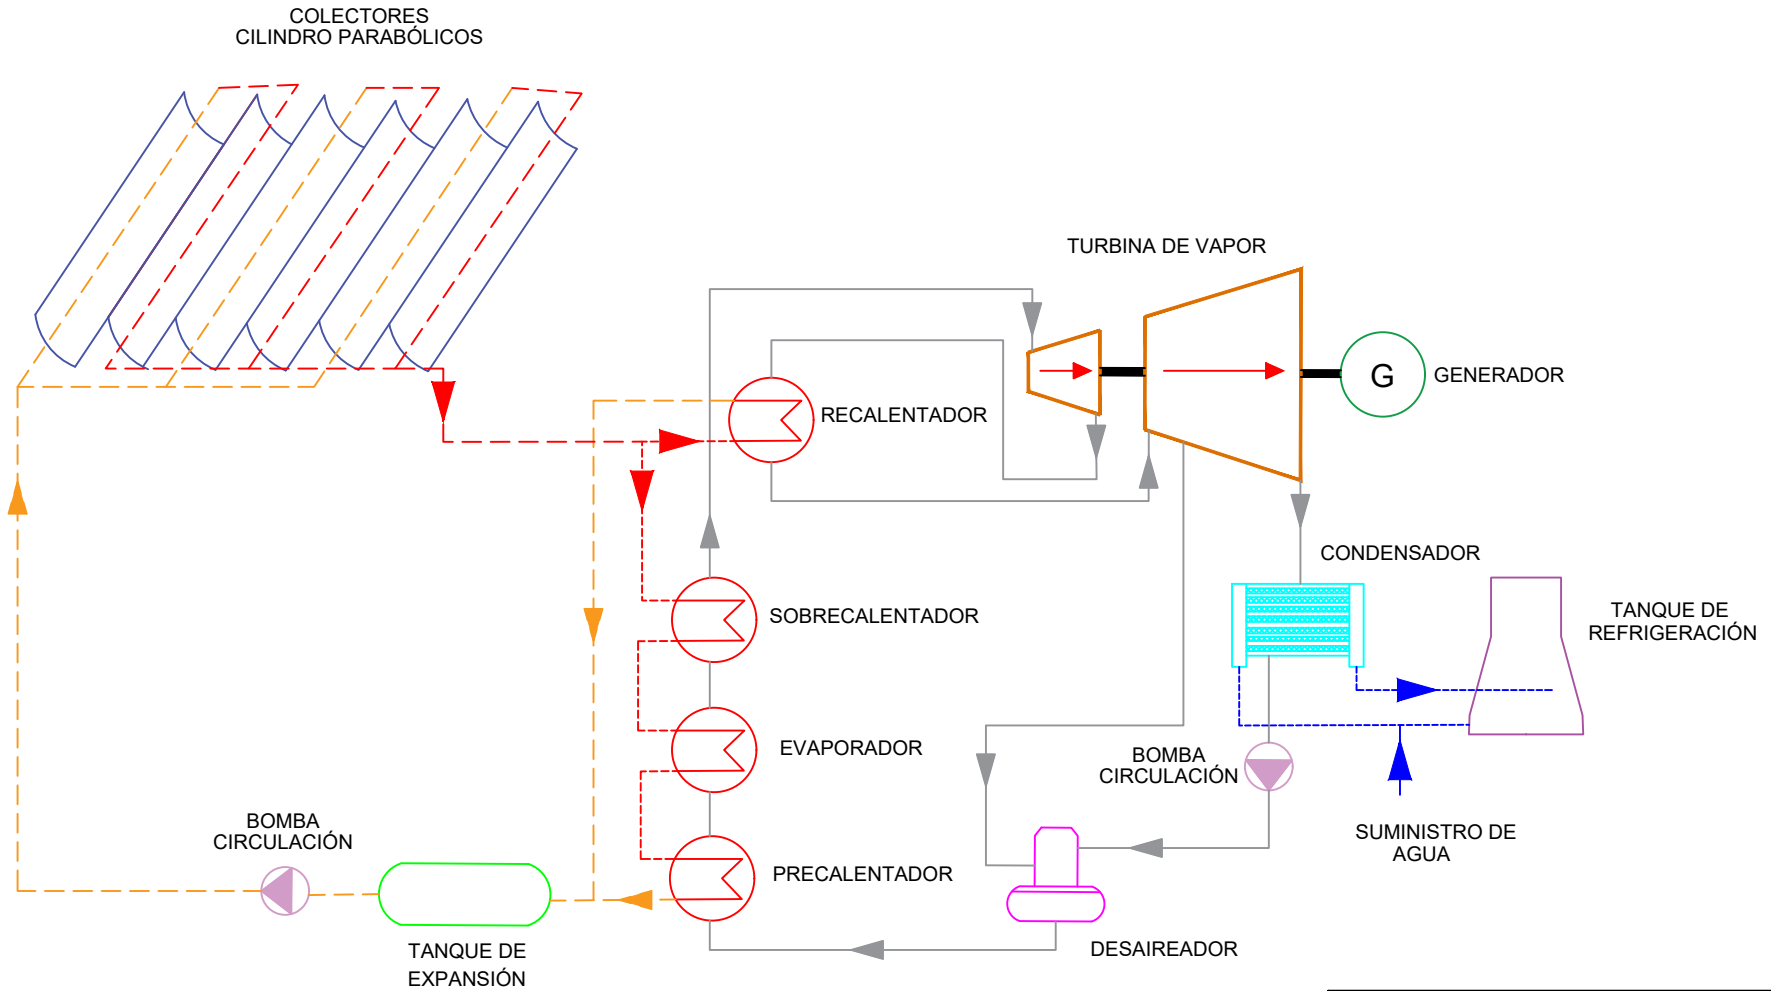 COLECTORES
CILINDRO PARABÓLICOS
TURBINA DE VAPOR
G
GENERADOR
RECALENTADOR
CONDENSADOR
TANQUE DE
REFRIGERACIÓN
SOBRECALENTADOR
EVAPORADOR
BOMBA
CIRCULACIÓN
BOMBA
CIRCULACIÓN
SUMINISTRO DE
AGUA
PRECALENTADOR
DESAIREADOR
TANQUE DE
EXPANSIÓN